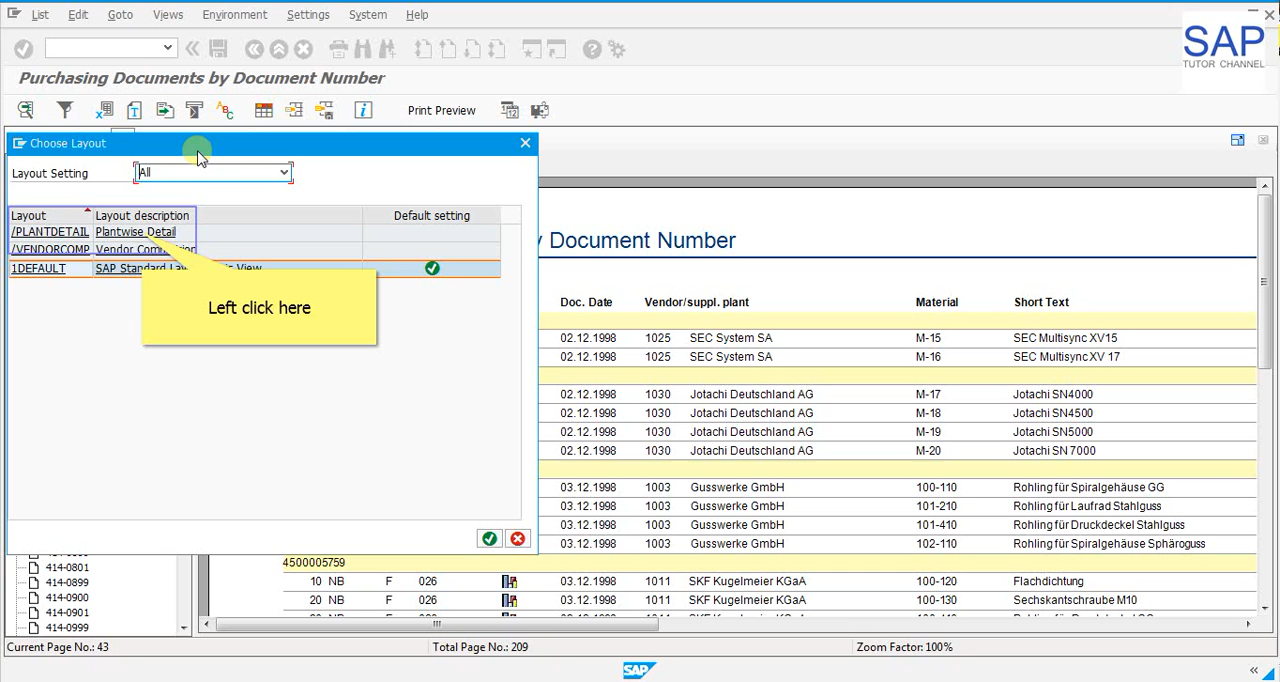 List Edit Goto Views Environment Settings System Help
SAP
TUTOR CHANNEL
Purchasing Documents by Document Number
Print Preview
Choose Layout
Layout Setting All
Layout Layout description Default setting
/PLANTDETAIL Plantwise Detail
/VENDORCOMP Vendor
1DEFAULT SAP Standard View
Left click here
Document Number
Doc. Date Vendor/suppl. plant Material Short Text
02.12.1998 1025 SEC System SA M-15 SEC Multisync XV15
02.12.1998 1025 SEC System SA M-16 SEC Multisync XV 17
02.12.1998 1030 Jotachi Deutschland AG M-17 Jotachi SN4000
02.12.1998 1030 Jotachi Deutschland AG M-18 Jotachi SN4500
02.12.1998 1030 Jotachi Deutschland AG M-19 Jotachi SN5000
02.12.1998 1030 Jotachi Deutschland AG M-20 Jotachi SN 7000
03.12.1998 1003 Gusswerke GmbH 100-110 Rohling für Spiralgehäuse GG
03.12.1998 1003 Gusswerke GmbH 101-210 Rohling für Laufrad Stahlguss
03.12.1998 1003 Gusswerke GmbH 101-410 Rohling für Druckdeckel Stahlguss
03.12.1998 1003 Gusswerke GmbH 102-110 Rohling für Spiralgehäuse Sphäroguss
4500005759
10 NB F 026 03.12.1998 1011 SKF Kugelmeier KGaA 100-120 Flachdichtung
20 NB F 026 03.12.1998 1011 SKF Kugelmeier KGaA 100-130 Sechskantschraube M10
414-0801
414-0899
414-0900
414-0901
414-0999
Current Page No.: 43 Total Page No.: 209 Zoom Factor: 100%
SAP